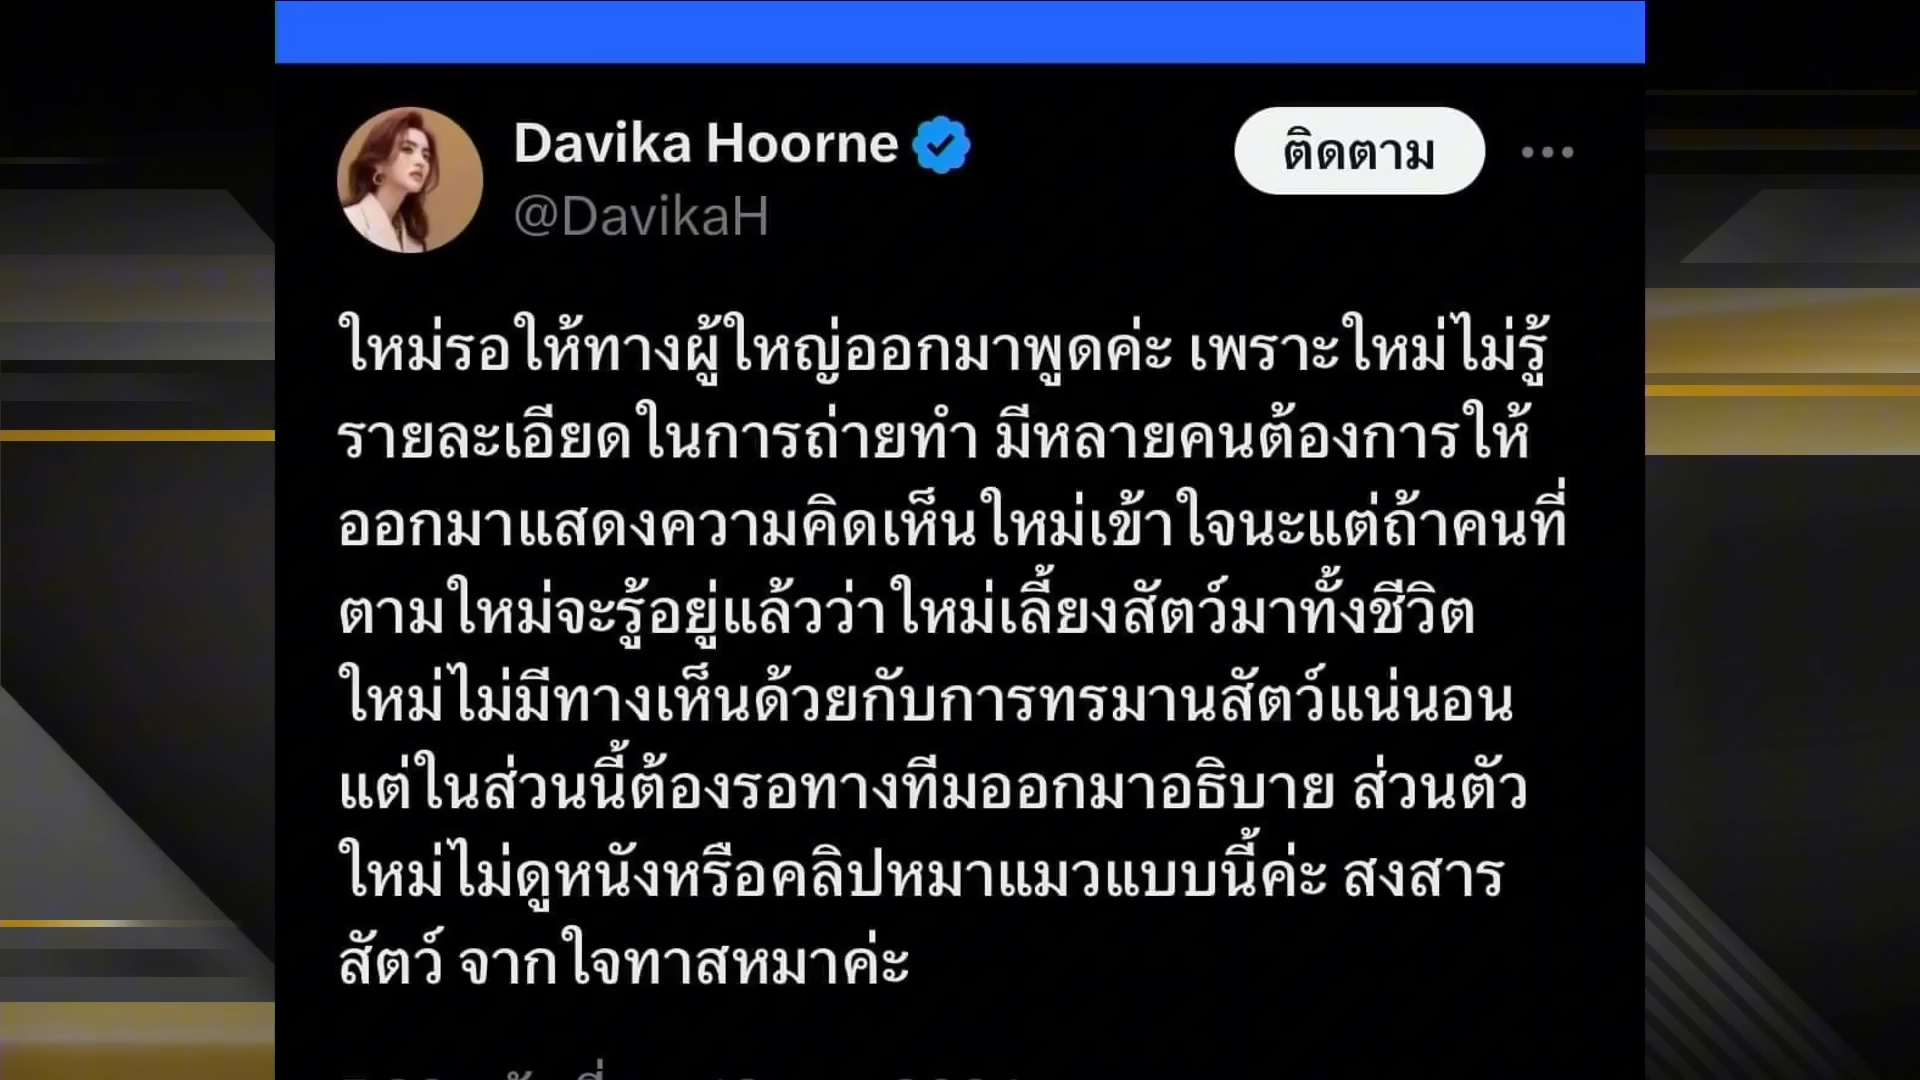 Davika Hoorne
@DavikaH
ติดตาม
ใหม่รอให้ทางผู้ใหญ่ออกมาพูดค่ะ เพราะใหม่ไม่รู้
รายละเอียดในการถ่ายทำ มีหลายคนต้องการให้
ออกมาแสดงความคิดเห็นใหม่เข้าใจนะแต่ถ้าคนที่
ตามใหม่จะรู้อยู่แล้วว่าใหม่เลี้ยงสัตว์มาทั้งชีวิต
ใหม่ไม่มีทางเห็นด้วยกับการทรมานสัตว์แน่นอน
แต่ในส่วนนี้ต้องรอทางทีมออกมาอธิบาย ส่วนตัว
ใหม่ไม่ดูหนังหรือคลิปหมาแมวแบบนี้ค่ะ สงสาร
สัตว์ จากใจทาสหมาค่ะ